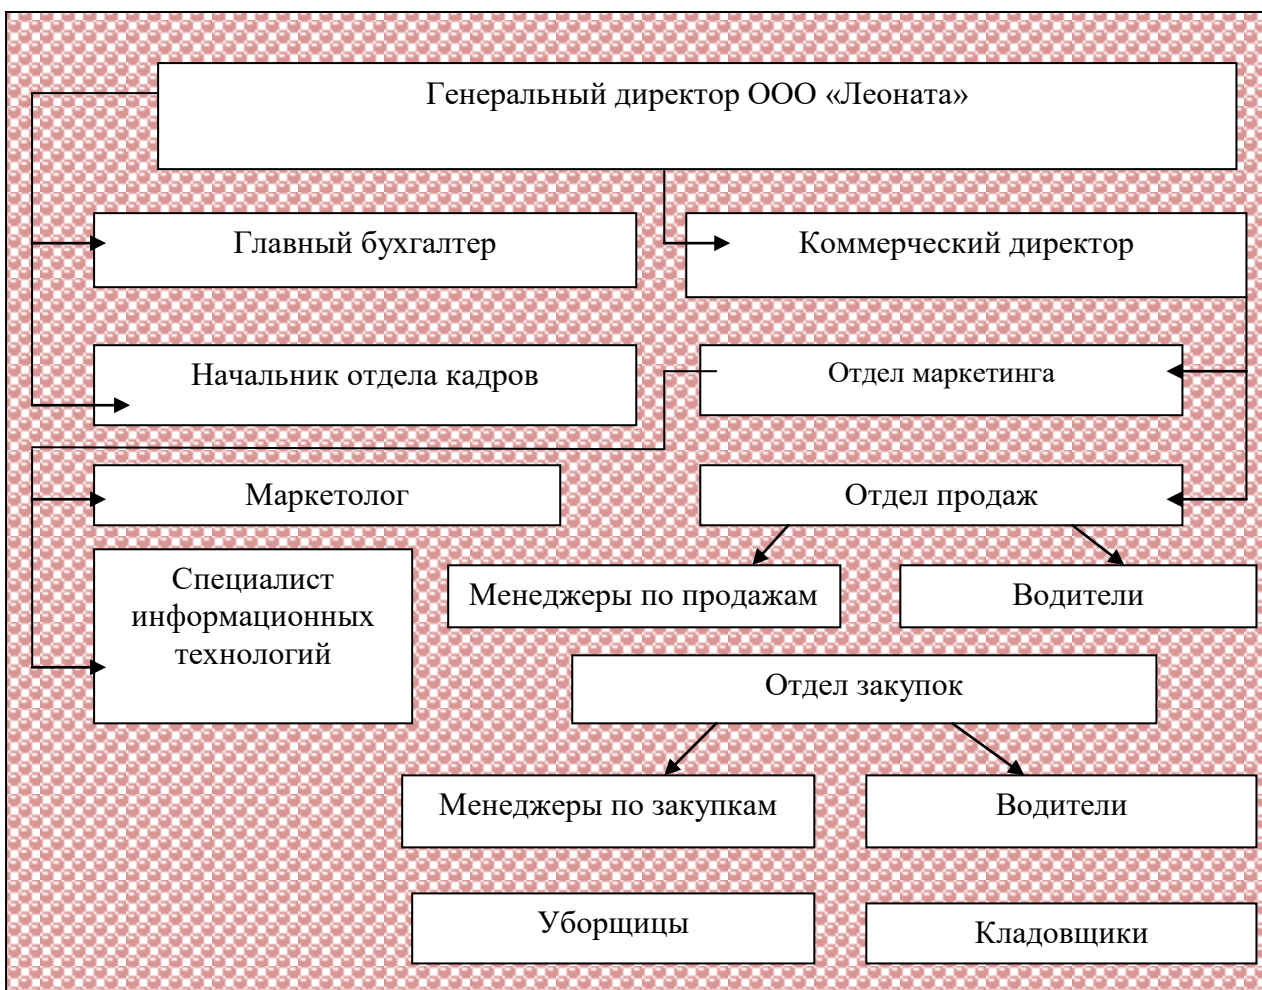 Генеральный директор ООО «Леоната»
Главный бухгалтер
Коммерческий директор
Начальник отдела кадров
Отдел маркетинга
Маркетолог
Отдел продаж
Специалист
информационных
технологий
Менеджеры по продажам
Водители
Отдел закупок
Менеджеры по закупкам
Водители
Уборщицы
Кладовщики